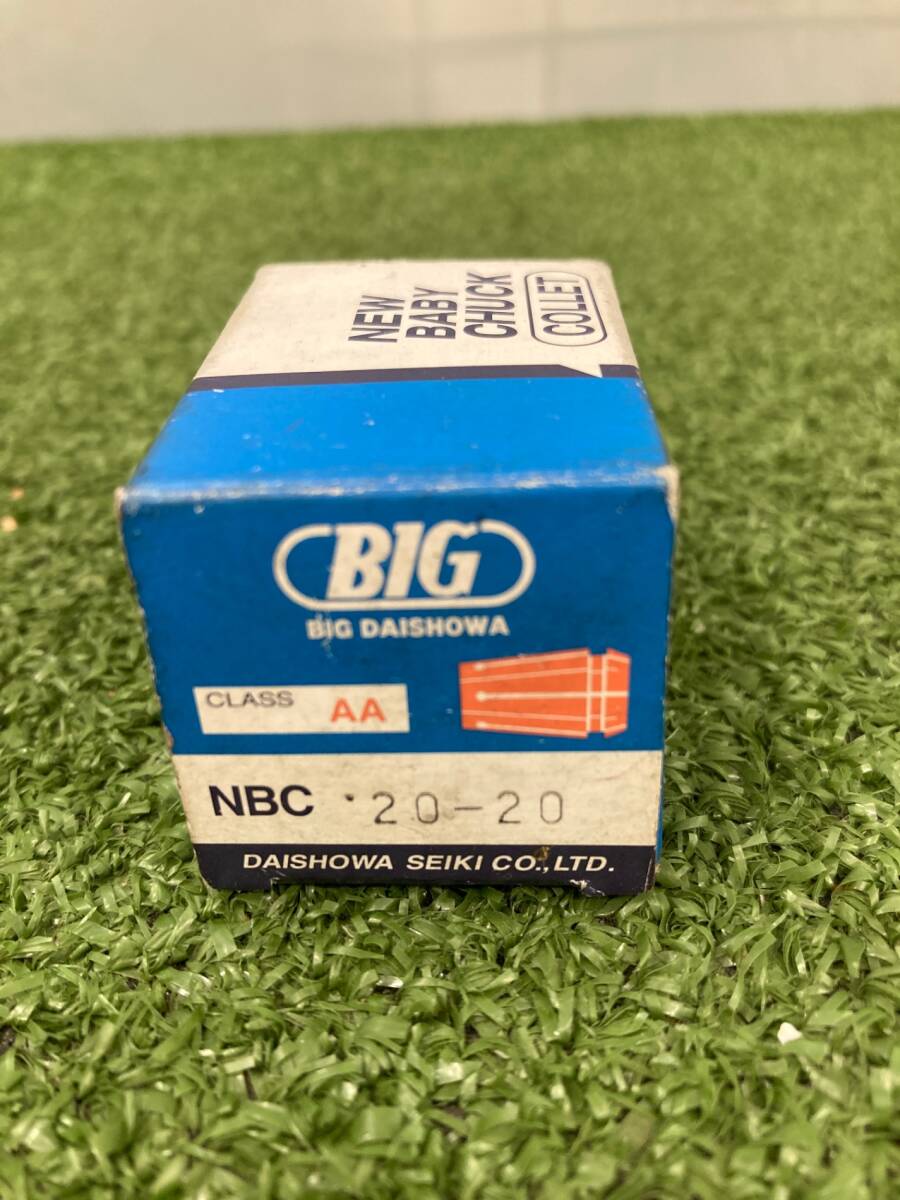 NEW
BABY
CHUCK
COLLET
BIG
BIG DAISHOWA
CLASS AA
NBC 20-20
DAISHOWA SEIKI CO.,LTD.